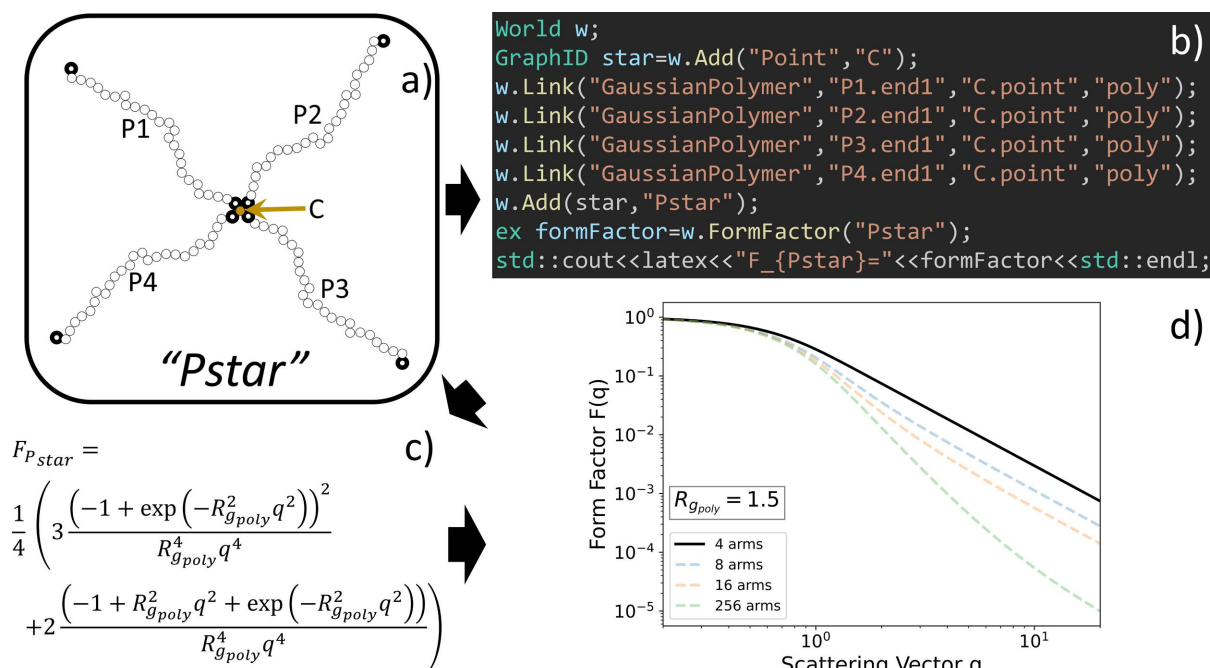 a)
P1
P2
C
P4
P3
“Pstar”
b)
World w;
GraphID star=w.Add("Point","C");
w.Link("GaussianPolymer","P1.end1","C.point","poly");
w.Link("GaussianPolymer","P2.end1","C.point","poly");
w.Link("GaussianPolymer","P3.end1","C.point","poly");
w.Link("GaussianPolymer","P4.end1","C.point","poly");
w.Add(star,"Pstar");
ex formFactor=w.FormFactor("Pstar");
std::cout<<latex<<"F_{Pstar}="<<formFactor<<std::endl;
c)
F_{P_{star}} =
\frac{1}{4} ( 3 \frac{(-1 + exp(-R_{g_{poly}}^2 q^2))^2}{R_{g_{poly}}^4 q^4}
+2 \frac{(-1 + R_{g_{poly}}^2 q^2 + exp(-R_{g_{poly}}^2 q^2))}{R_{g_{poly}}^4 q^4} )
d)
Form Factor F(q)
10^0
10^{-1}
10^{-2}
10^{-3}
10^{-4}
10^{-5}
R_{g_{poly}} = 1.5
4 arms
8 arms
16 arms
256 arms
10^0
10^1
Scattering Vector q